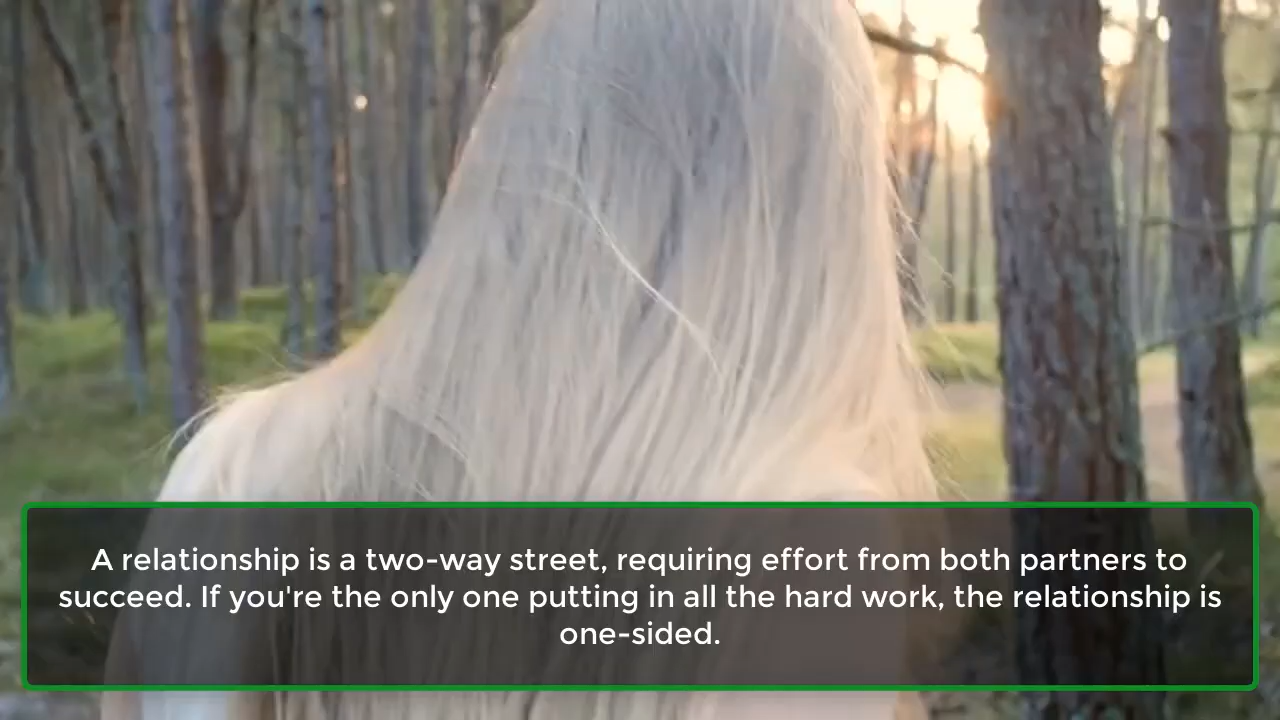 A relationship is a two-way street, requiring effort from both partners to
succeed. If you're the only one putting in all the hard work, the relationship is
one-sided.